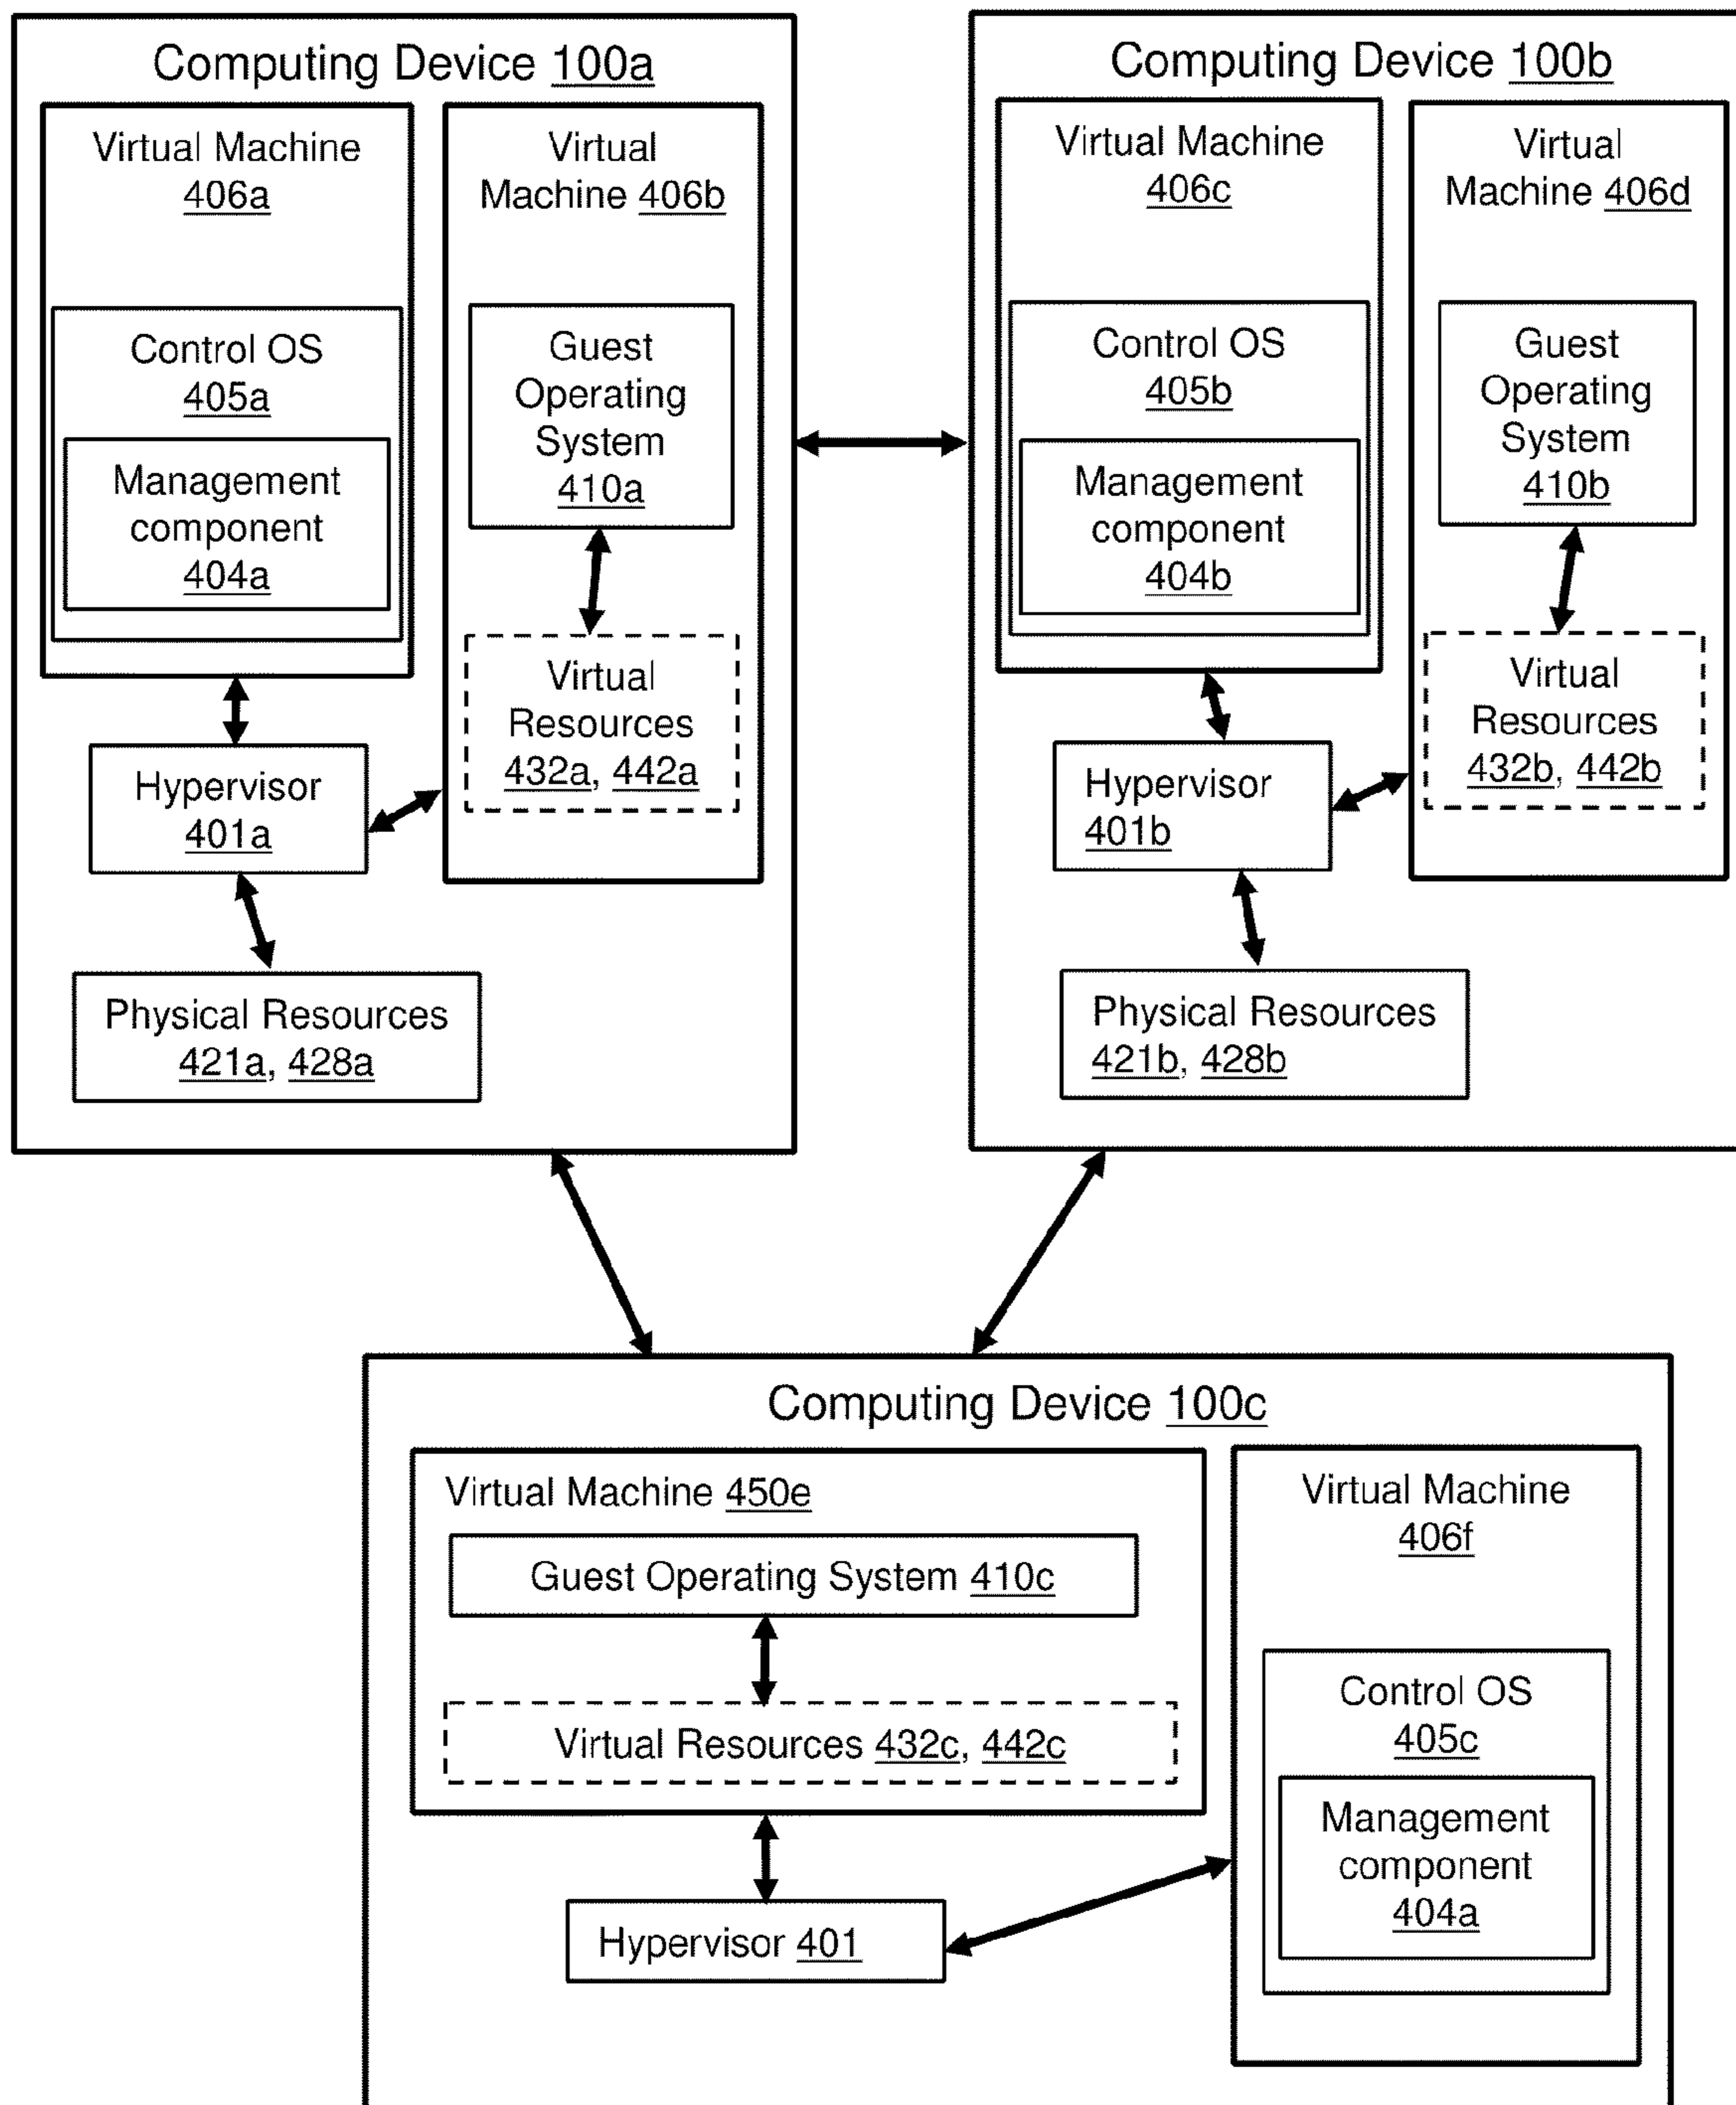 Computing Device 100a
Virtual Machine
406a
Control OS
405a
Management
component
404a
Virtual
Machine 406b
Guest
Operating
System
410a
Virtual
Resources
432a, 442a
Hypervisor
401a
Physical Resources
421a, 428a
Computing Device 100b
Virtual Machine
406c
Control OS
405b
Management
component
404b
Virtual
Machine 406d
Guest
Operating
System
410b
Virtual
Resources
432b, 442b
Hypervisor
401b
Physical Resources
421b, 428b
Computing Device 100c
Virtual Machine 450e
Guest Operating System 410c
Virtual Resources 432c, 442c
Hypervisor 401
Virtual Machine
406f
Control OS
405c
Management
component
404a